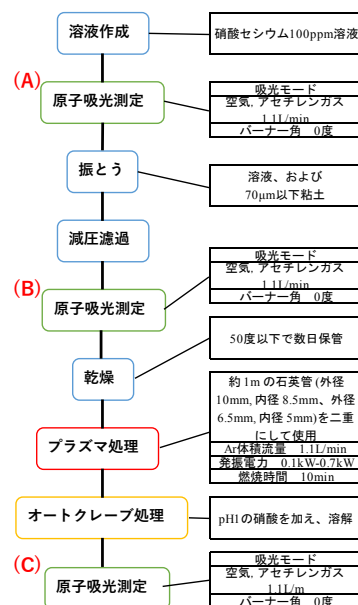 溶液作成
硝酸セシウム100ppm溶液
(A)
原子吸光測定
吸光モード
空気, アセチレンガス
1.1L/min
バーナー角 0度
振とう
溶液、および
70μm以下粘土
減圧濾過
(B)
原子吸光測定
吸光モード
空気, アセチレンガス
1.1L/min
バーナー角 0度
乾燥
50度以下で数日保管
プラズマ処理
約 1m の石英管 (外径
10mm, 内径 8.5mm、外径
6.5mm, 内径 5mm)を二重
にして使用
Ar体積流量 1.1L/min
発振電力 0.1kW-0.7kW
燃焼時間 10min
オートクレーブ処理
pH1の硝酸を加え、溶解
(C)
原子吸光測定
吸光モード
空気, アセチレンガス
1.1L/m
バーナー角 0度